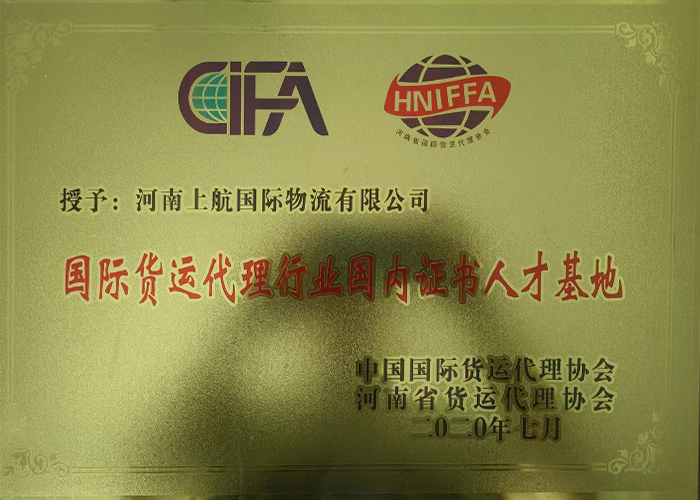 CIFA
HNIFFA
河南省国际货运代理协会
授予：河南上航国际物流有限公司
国际货运代理行业国内证书人才基地
中国国际货运代理协会
河南省货运代理协会
二〇二〇年七月